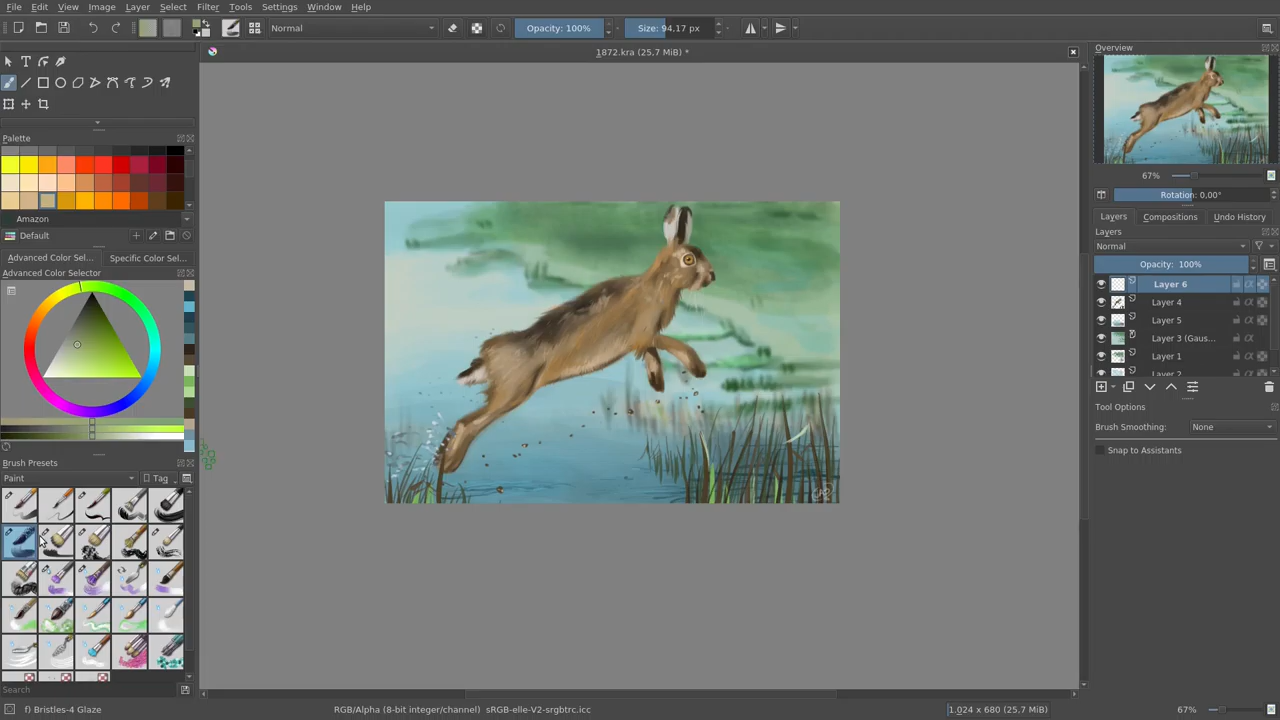 File Edit View Image Layer Select Filter Tools Settings Window Help
Normal Opacity: 100% Size: 94,17 px
1872.kra (25,7 MiB) *
Overview
67%
Rotation: 0,00°
Layers Compositions Undo History
Layers
Normal
Opacity: 100%
Layer 6
Layer 4
Layer 5
Layer 3 (Gaus...
Layer 1
Layer 2
Tool Options
Brush Smoothing: None
Snap to Assistants
Palette
Amazon
Default
Advanced Color Sel... Specific Color Sel...
Advanced Color Selector
Brush Presets
Paint Tag
Search
f) Bristles-4 Glaze RGB/Alpha (8-bit integer/channel) sRGB-elle-V2-srgbtrc.icc 1.024 x 680 (25,7 MiB) 67%